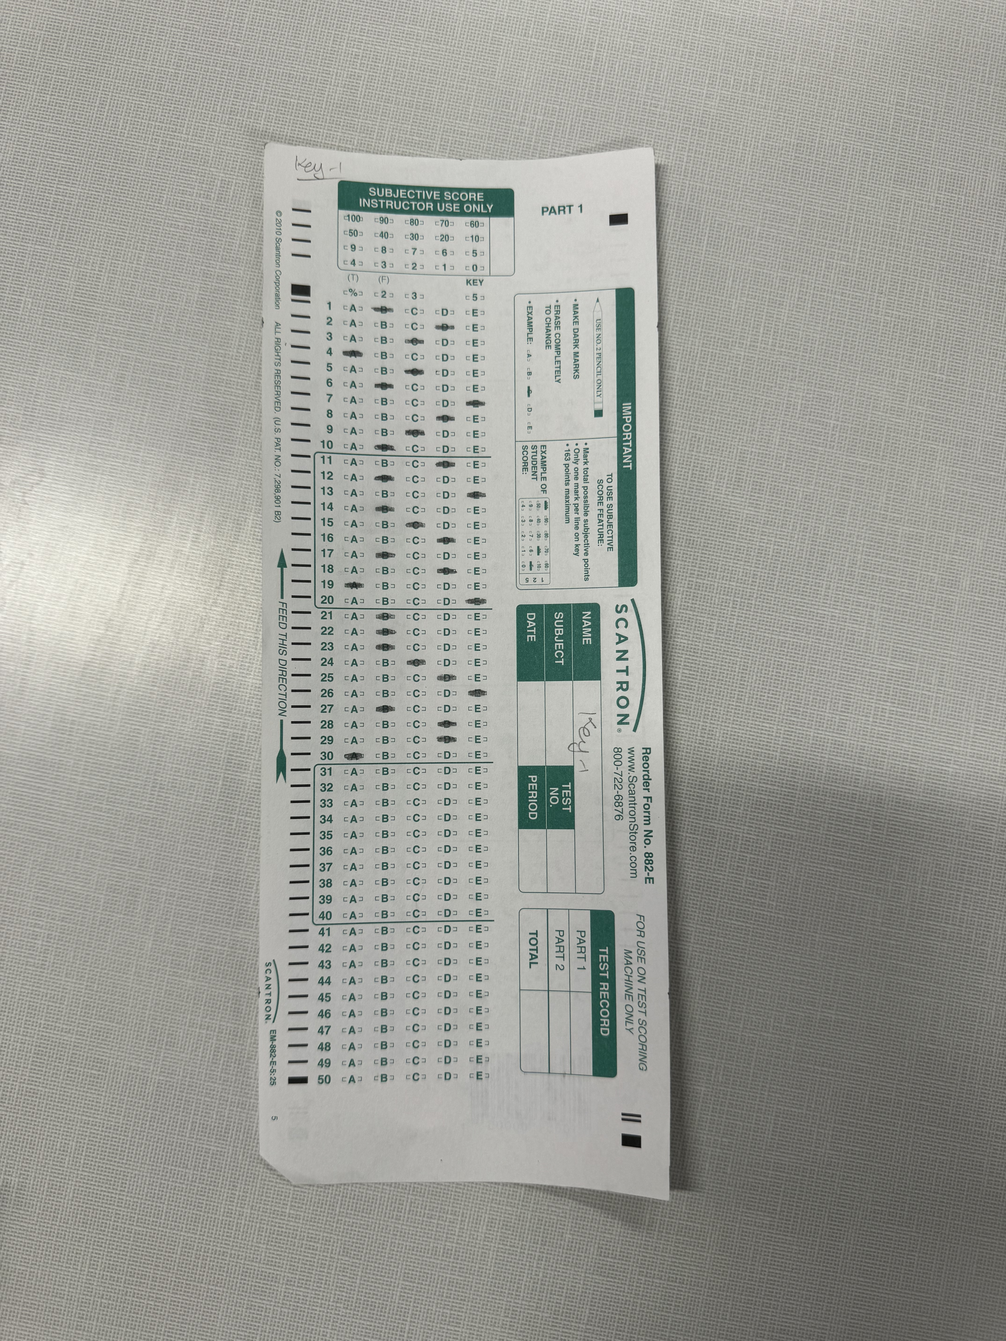 Key-1
SUBJECTIVE SCORE
INSTRUCTOR USE ONLY
100 90 80 70 60
50 40 30 20 10
9 8 7 6 5
4 3 2 1 0
(T) (F) KEY
% 2 3 5
1 A B C D E
2 A B C D E
3 A B C D E
4 A B C D E
5 A B C D E
6 A B C D E
7 A B C D E
8 A B C D E
9 A B C D E
10 A B C D E
11 A B C D E
12 A B C D E
13 A B C D E
14 A B C D E
15 A B C D E
16 A B C D E
17 A B C D E
18 A B C D E
19 A B C D E
20 A B C D E
21 A B C D E
22 A B C D E
23 A B C D E
24 A B C D E
25 A B C D E
26 A B C D E
27 A B C D E
28 A B C D E
29 A B C D E
30 A B C D E
31 A B C D E
32 A B C D E
33 A B C D E
34 A B C D E
35 A B C D E
36 A B C D E
37 A B C D E
38 A B C D E
39 A B C D E
40 A B C D E
41 A B C D E
42 A B C D E
43 A B C D E
44 A B C D E
45 A B C D E
46 A B C D E
47 A B C D E
48 A B C D E
49 A B C D E
50 A B C D E
PART 1
IMPORTANT
USE NO. 2 PENCIL ONLY
• MAKE DARK MARKS
• ERASE COMPLETELY
TO CHANGE
• EXAMPLE: A B D E
TO USE SUBJECTIVE
SCORE FEATURE:
• Mark total possible subjective points
• Only one mark per line on key
• 163 points maximum
EXAMPLE OF
STUDENT
SCORE:
SCANTRON®
NAME Key-1
SUBJECT
TEST
NO.
DATE
PERIOD
Reorder Form No. 882-E
www.ScantronStore.com
800-722-6876
FOR USE ON TEST SCORING
MACHINE ONLY
TEST RECORD
PART 1
PART 2
TOTAL
© 2010 Scantron Corporation ALL RIGHTS RESERVED. (U.S. PAT. NO. 7,298,901 B2)
FEED THIS DIRECTION
SCANTRON. EM-882-E-5:25
5